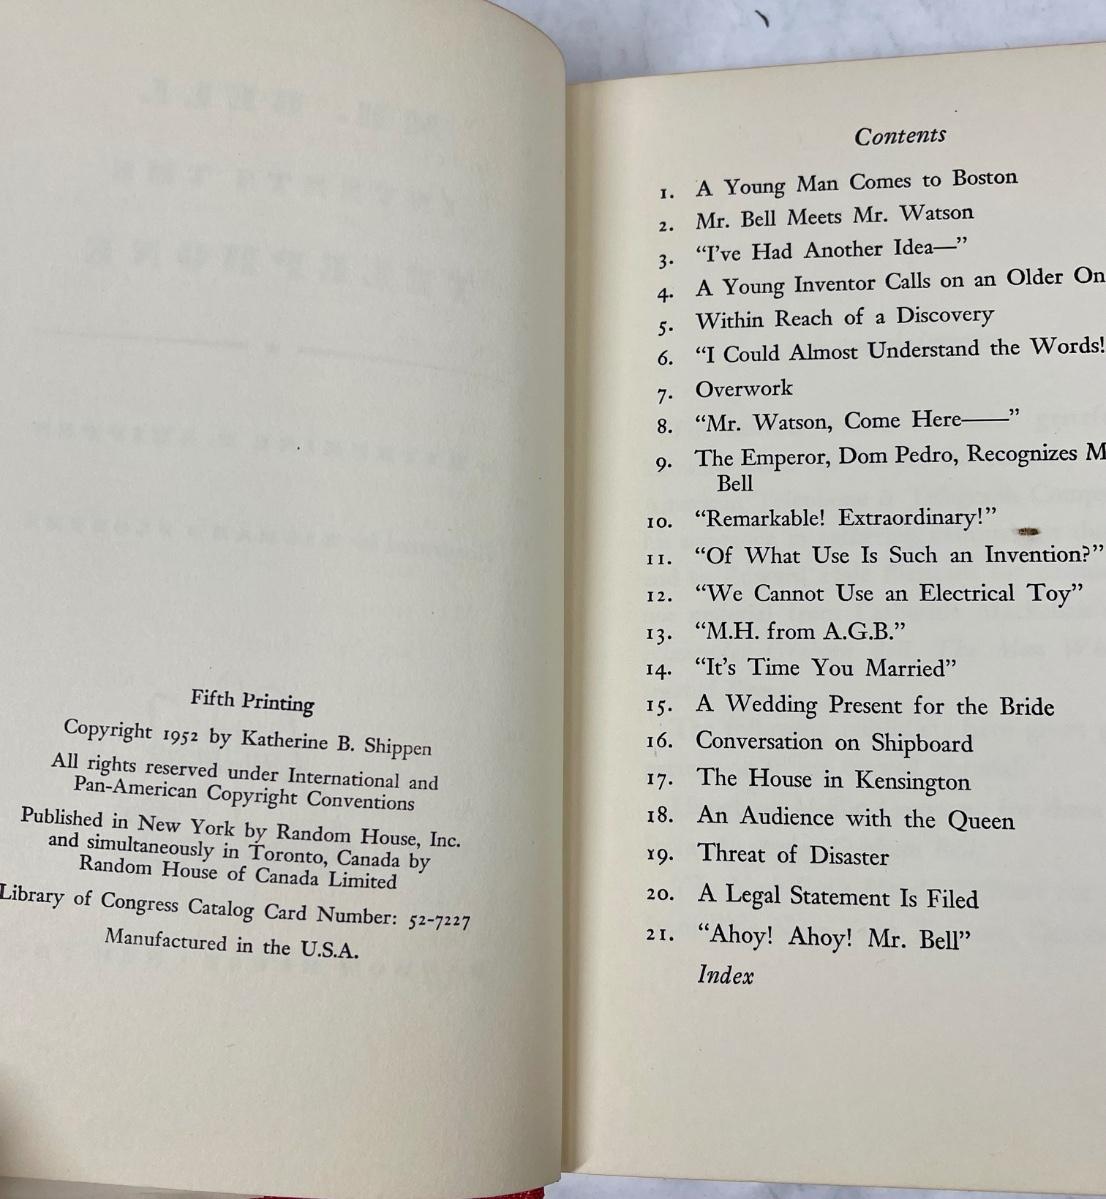 Fifth Printing
Copyright 1952 by Katherine B. Shippen
All rights reserved under International and
Pan-American Copyright Conventions
Published in New York by Random House, Inc.
and simultaneously in Toronto, Canada by
Random House of Canada Limited
Library of Congress Catalog Card Number: 52-7227
Manufactured in the U.S.A.
Contents
1. A Young Man Comes to Boston
2. Mr. Bell Meets Mr. Watson
3. “I’ve Had Another Idea—”
4. A Young Inventor Calls on an Older On
5. Within Reach of a Discovery
6. “I Could Almost Understand the Words!
7. Overwork
8. “Mr. Watson, Come Here——”
9. The Emperor, Dom Pedro, Recognizes M
Bell
10. “Remarkable! Extraordinary!”
11. “Of What Use Is Such an Invention?”
12. “We Cannot Use an Electrical Toy”
13. “M.H. from A.G.B.”
14. “It’s Time You Married”
15. A Wedding Present for the Bride
16. Conversation on Shipboard
17. The House in Kensington
18. An Audience with the Queen
19. Threat of Disaster
20. A Legal Statement Is Filed
21. “Ahoy! Ahoy! Mr. Bell”
Index